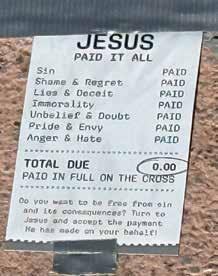 JESUS
PAID IT ALL
Sin PAID
Shame & Regret PAID
Lies & Deceit PAID
Immorality PAID
Unbelief & Doubt PAID
Pride & Envy PAID
Anger & Hate PAID
TOTAL DUE 0.00
PAID IN FULL ON THE CROSS
Do you want to be free from sin
and its consequences? Turn to
Jesus and accept the payment
He has made on your behalf!